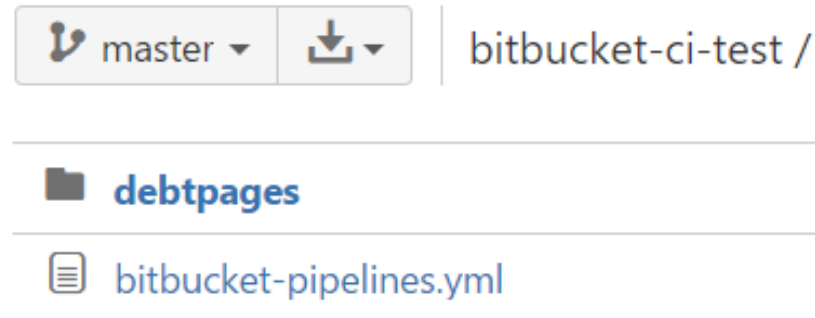 master bitbucket-ci-test /
debtpages
bitbucket-pipelines.yml